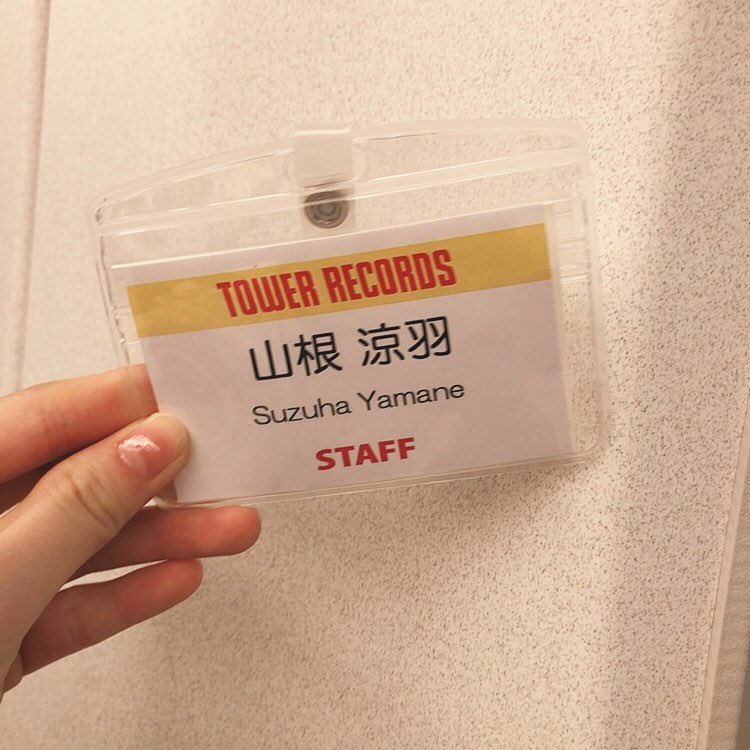 TOWER RECORDS
山根 涼羽
Suzuha Yamane
STAFF